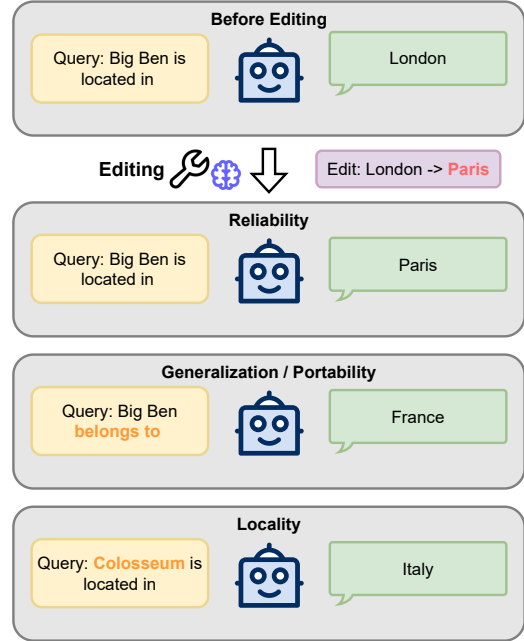 Before Editing
Query: Big Ben is
located in
London
Editing
Edit: London -> Paris
Reliability
Query: Big Ben is
located in
Paris
Generalization / Portability
Query: Big Ben
belongs to
France
Locality
Query: Colosseum is
located in
Italy